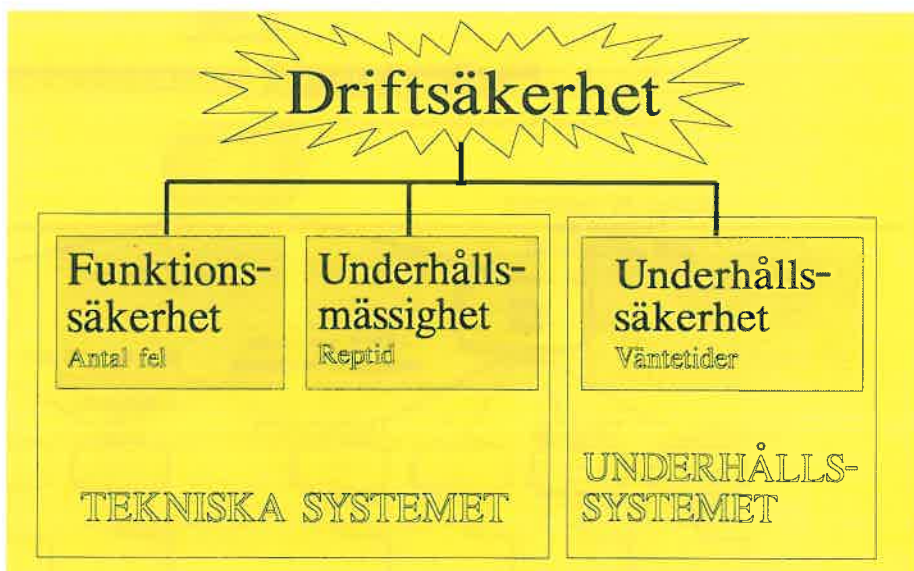 Driftsäkerhet
Funktions-
säkerhet
Antal fel
Underhålls-
mässighet
Reptid
Underhålls-
säkerhet
Väntetider
TEKNISKA SYSTEMET
UNDERHÅLLS-
SYSTEMET